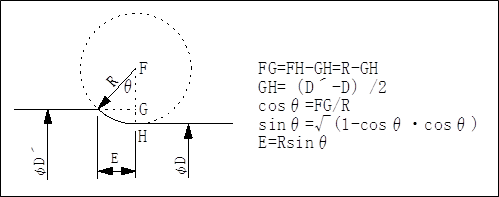 F
R
θ
G
H
E
φD´
φD
FG=FH-GH=R-GH
GH= (D´-D) /2
cosθ=FG/R
sinθ=√(1-cosθ・cosθ)
E=Rsinθ